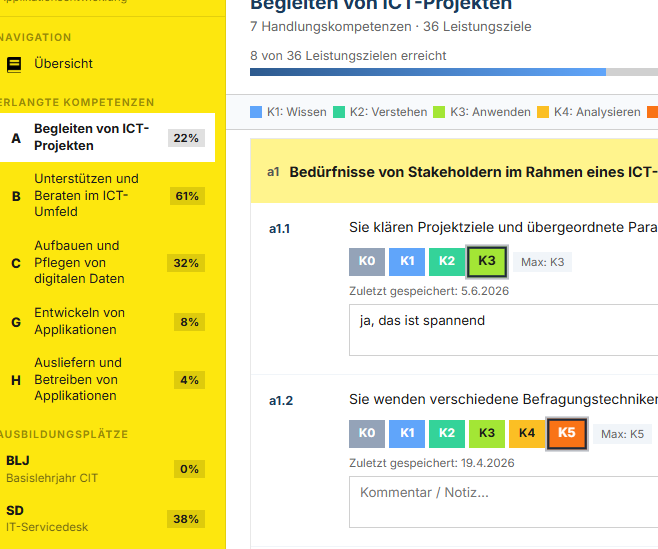 NAVIGATION
Übersicht
ERLANGTE KOMPETENZEN
A
Begleiten von ICT-
Projekten
22%
B
Unterstützen und
Beraten im ICT-
Umfeld
61%
C
Aufbauen und
Pflegen von
digitalen Daten
32%
G
Entwickeln von
Applikationen
8%
H
Ausliefern und
Betreiben von
Applikationen
4%
AUSBILDUNGSPLÄTZE
BLJ
Basislehrjahr CIT
0%
SD
IT-Servicedesk
38%
Begleiten von ICT-Projekten
7 Handlungskompetenzen · 36 Leistungsziele
8 von 36 Leistungszielen erreicht
K1: Wissen K2: Verstehen K3: Anwenden K4: Analysieren
a1 Bedürfnisse von Stakeholdern im Rahmen eines ICT-
a1.1 Sie klären Projektziele und übergeordnete Para
K0 K1 K2 K3 Max: K3
Zuletzt gespeichert: 5.6.2026
ja, das ist spannend
a1.2 Sie wenden verschiedene Befragungstechniken
K0 K1 K2 K3 K4 K5 Max: K5
Zuletzt gespeichert: 19.4.2026
Kommentar / Notiz...